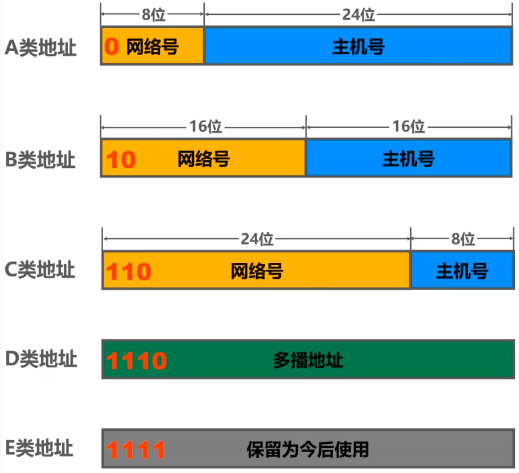 8位 24位
A类地址 0 网络号 主机号
16位 16位
B类地址 10 网络号 主机号
24位 8位
C类地址 110 网络号 主机号
D类地址 1110 多播地址
E类地址 1111 保留为今后使用